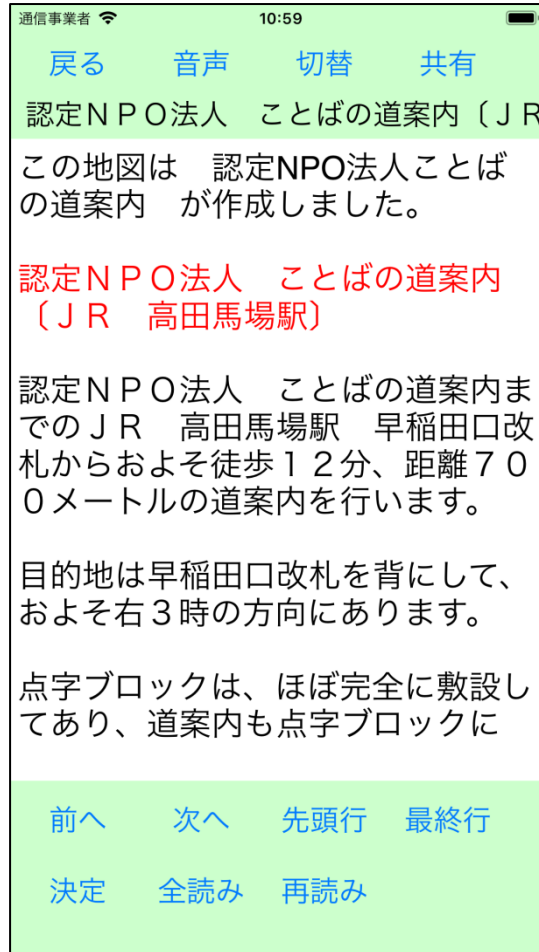 通信事業者 10:59
戻る 音声 切替 共有
認定ＮＰＯ法人　ことばの道案内〔ＪＲ
この地図は　認定NPO法人ことば
の道案内　が作成しました。
認定ＮＰＯ法人　ことばの道案内
〔ＪＲ　高田馬場駅〕
認定ＮＰＯ法人　ことばの道案内ま
でのＪＲ　高田馬場駅　早稲田口改
札からおよそ徒歩１２分、距離７０
０メートルの道案内を行います。
目的地は早稲田口改札を背にして、
およそ右３時の方向にあります。
点字ブロックは、ほぼ完全に敷設し
てあり、道案内も点字ブロックに
前へ 次へ 先頭行 最終行
決定 全読み 再読み